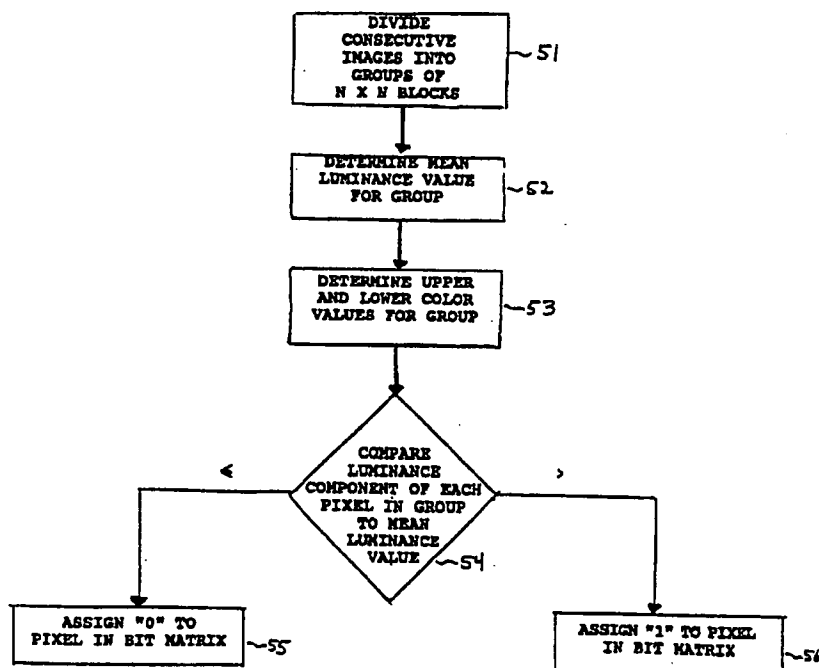 DIVIDE
CONSECUTIVE
IMAGES INTO
GROUPS OF
N X N BLOCKS
51
DETERMINE MEAN
LUMINANCE VALUE
FOR GROUP
52
DETERMINE UPPER
AND LOWER COLOR
VALUES FOR GROUP
53
<
>
COMPARE
LUMINANCE
COMPONENT OF EACH
PIXEL IN GROUP
TO MEAN
LUMINANCE
VALUE
54
ASSIGN "0" TO
PIXEL IN BIT MATRIX
55
ASSIGN "1" TO PIXEL
IN BIT MATRIX
56